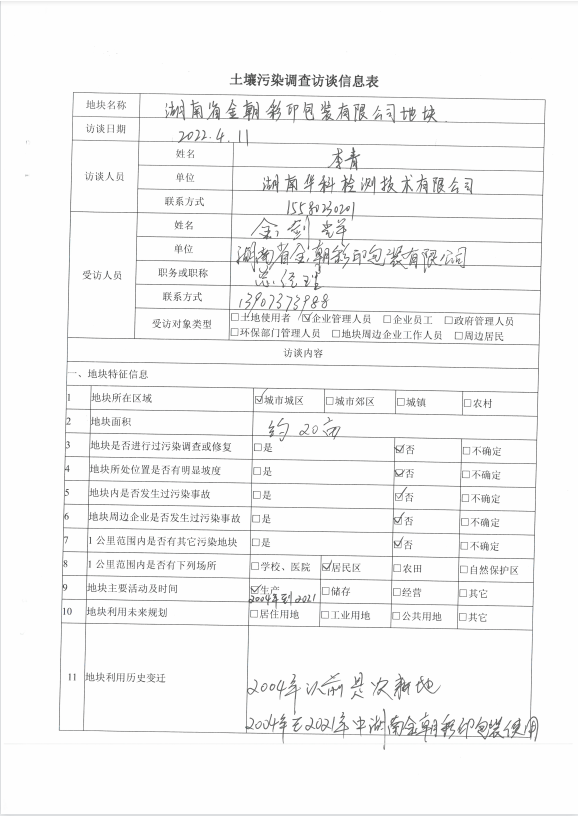 土壤污染调查访谈信息表
地块名称 湖南省金朝彩印包装有限公司地块
访谈日期 2022.4.11
访谈人员
姓名 李青
单位 湖南华科检测技术有限公司
联系方式 15580230201
受访人员
姓名 金
单位 湖南省金朝彩印包装有限公司
职务或职称 总经理
联系方式 13907373988
受访对象类型 □土地使用者 ☑企业管理人员 □企业员工 □政府管理人员
□环保部门管理人员 □地块周边企业工作人员 □周边居民
访谈内容
一、地块特征信息
1 地块所在区域 ☑城市城区 □城市郊区 □城镇 □农村
2 地块面积 约20亩
3 地块是否进行过污染调查或修复 □是 ☑否 □不确定
4 地块所处位置是否有明显坡度 □是 ☑否 □不确定
5 地块内是否发生过污染事故 □是 ☑否 □不确定
6 地块周边企业是否发生过污染事故 □是 ☑否 □不确定
7 1公里范围内是否有其它污染地块 □是 ☑否 □不确定
8 1公里范围内是否有下列场所 □学校、医院 ☑居民区 □农田 □自然保护区
9 地块主要活动及时间 ☑生产 □储存 □经营 □其它
2004年到2021
10 地块利用未来规划 □居住用地 □工业用地 □公共用地 □其它
11 地块利用历史变迁
2004年以前是农耕地
2004年至2021年由湖南金朝彩印包装使用